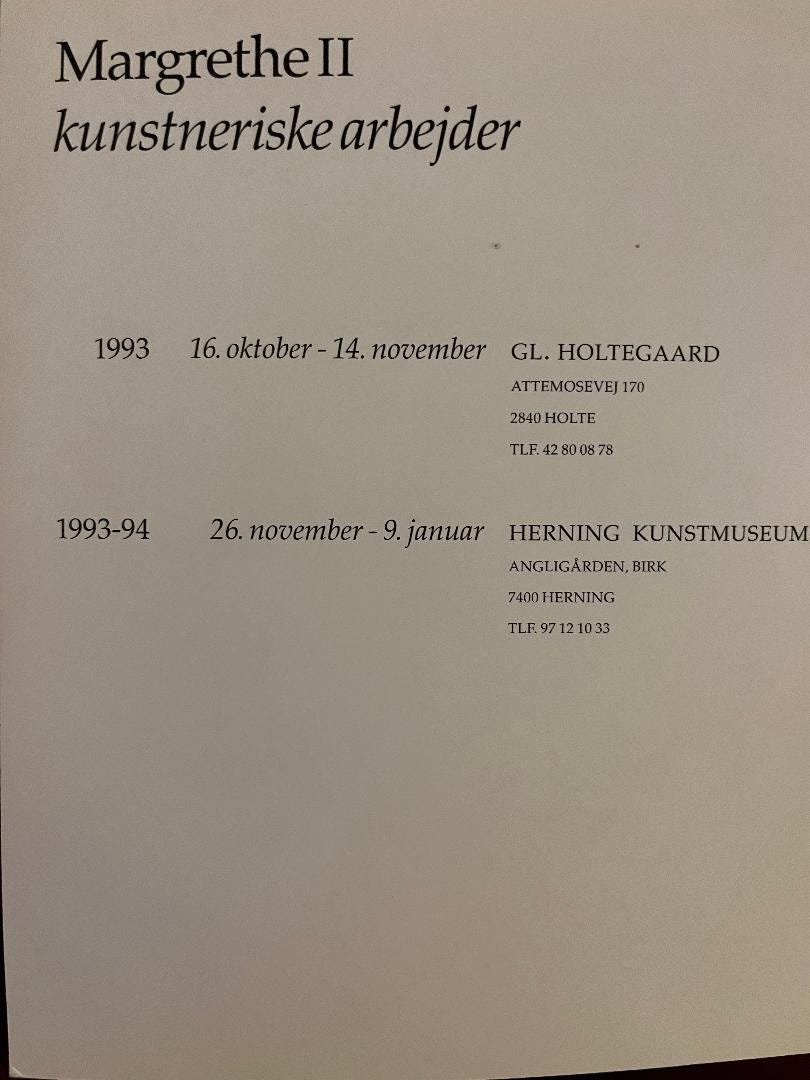 Margrethe II
kunstneriske arbejder
1993 16. oktober - 14. november GL. HOLTEGAARD
ATTEMOSEVEJ 170
2840 HOLTE
TLF. 42 80 08 78
1993-94 26. november - 9. januar HERNING KUNSTMUSEUM
ANGLIGÅRDEN, BIRK
7400 HERNING
TLF. 97 12 10 33